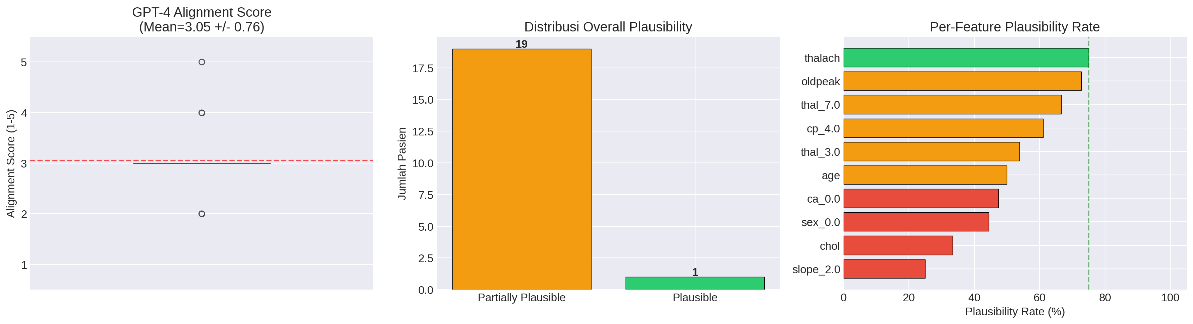 GPT-4 Alignment Score
(Mean=3.05 +/- 0.76)
Alignment Score (1-5)
5
4
3
2
1
Distribusi Overall Plausibility
Jumlah Pasien
17.5
15.0
12.5
10.0
7.5
5.0
2.5
0.0
19
1
Partially Plausible
Plausible
Per-Feature Plausibility Rate
thalach
oldpeak
thal_7.0
cp_4.0
thal_3.0
age
ca_0.0
sex_0.0
chol
slope_2.0
0 20 40 60 80 100
Plausibility Rate (%)